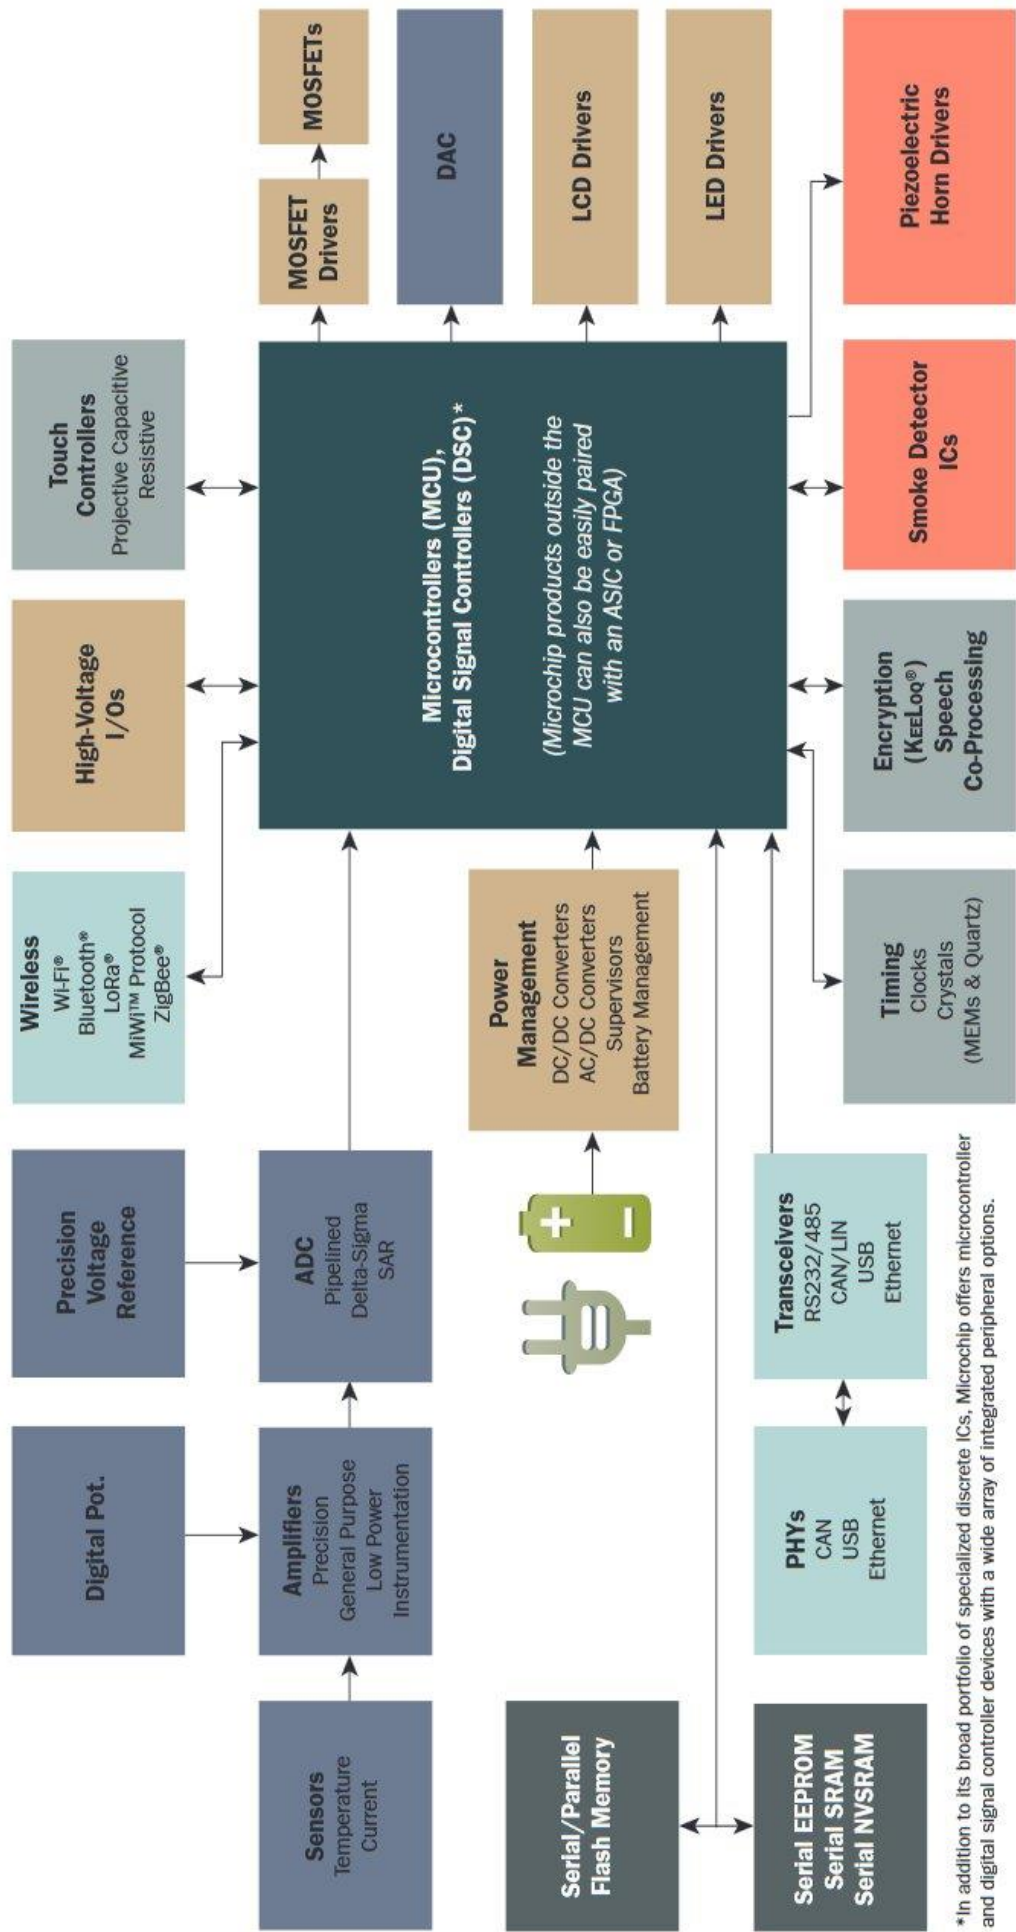 Digital Pot.
Precision
Voltage
Reference
Wireless
Wi-Fi®
Bluetooth®
LoRa®
MiWi™ Protocol
ZigBee®
High-Voltage
I/Os
Touch
Controllers
Projective Capacitive
Resistive
Sensors
Temperature
Current
Amplifiers
Precision
General Purpose
Low Power
Instrumentation
ADC
Pipelined
Delta-Sigma
SAR
Microcontrollers (MCU),
Digital Signal Controllers (DSC)*
(Microchip products outside the
MCU can also be easily paired
with an ASIC or FPGA)
MOSFET
Drivers
MOSFETs
DAC
LCD Drivers
LED Drivers
Power
Management
DC/DC Converters
AC/DC Converters
Supervisors
Battery Management
Serial/Parallel
Flash Memory
Serial EEPROM
Serial SRAM
Serial NVSRAM
PHYs
CAN
USB
Ethernet
Transceivers
RS232/485
CAN/LIN
USB
Ethernet
Timing
Clocks
Crystals
(MEMs & Quartz)
Encryption
(KEELOQ®)
Speech
Co-Processing
Smoke Detector
ICs
Piezoelectric
Horn Drivers
*In addition to its broad portfolio of specialized discrete ICs, Microchip offers microcontroller
and digital signal controller devices with a wide array of integrated peripheral options.